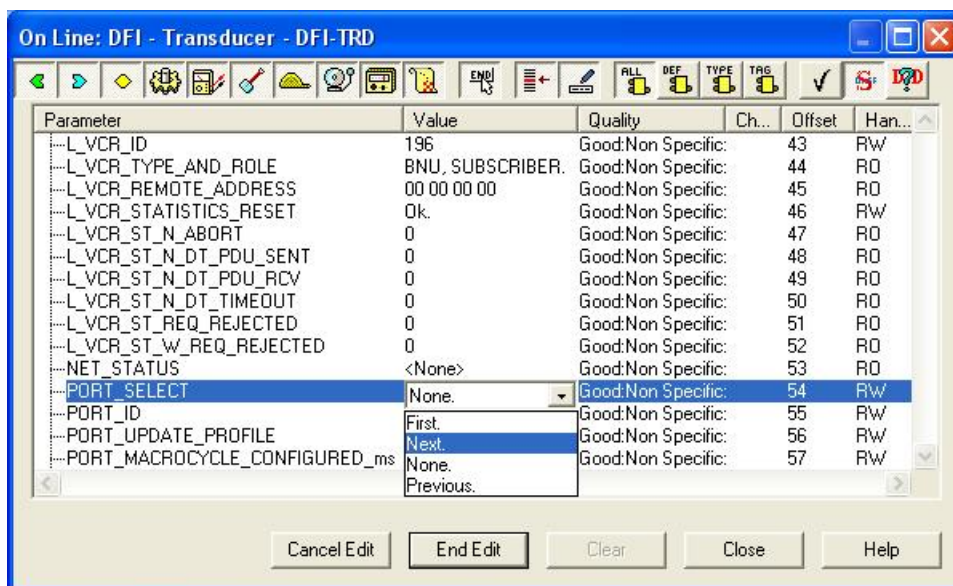 On Line: DFI - Transducer - DFI-TRD
END ALL DEF TYPE TAG S D?D
Parameter Value Quality Ch... Offset Han...
L_VCR_ID 196 Good:Non Specific: 43 RW
L_VCR_TYPE_AND_ROLE BNU, SUBSCRIBER. Good:Non Specific: 44 RO
L_VCR_REMOTE_ADDRESS 00 00 00 00 Good:Non Specific: 45 RO
L_VCR_STATISTICS_RESET Ok. Good:Non Specific: 46 RW
L_VCR_ST_N_ABORT 0 Good:Non Specific: 47 RO
L_VCR_ST_N_DT_PDU_SENT 0 Good:Non Specific: 48 RO
L_VCR_ST_N_DT_PDU_RCV 0 Good:Non Specific: 49 RO
L_VCR_ST_N_DT_TIMEOUT 0 Good:Non Specific: 50 RO
L_VCR_ST_REQ_REJECTED 0 Good:Non Specific: 51 RO
L_VCR_ST_W_REQ_REJECTED 0 Good:Non Specific: 52 RO
NET_STATUS <None> Good:Non Specific: 53 RO
PORT_SELECT None. Good:Non Specific: 54 RW
PORT_ID First. Good:Non Specific: 55 RW
PORT_UPDATE_PROFILE Next. Good:Non Specific: 56 RW
PORT_MACROCYCLE_CONFIGURED_ms None. Good:Non Specific: 57 RW
Previous.
Cancel Edit End Edit Clear Close Help